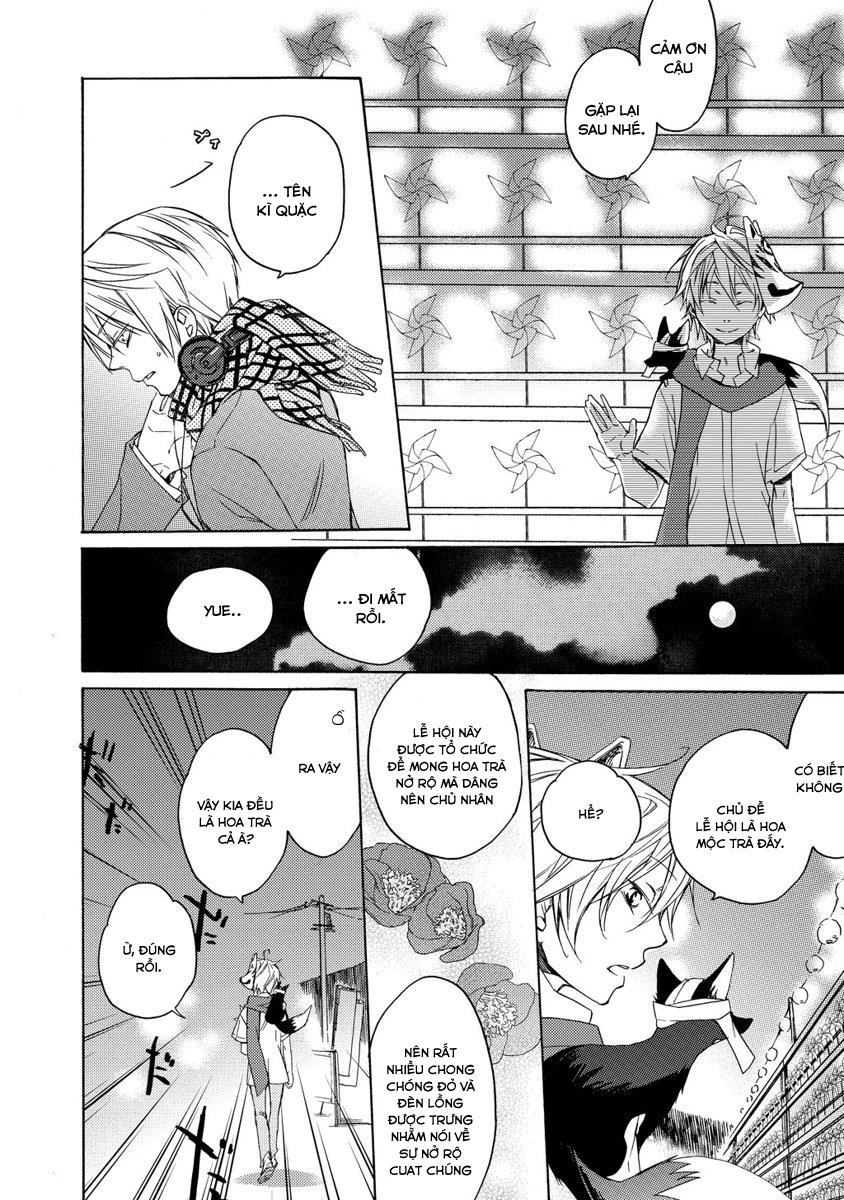 CẢM ƠN
CẬU
GẶP LẠI
SAU NHÉ.
... TÊN
KÌ QUẶC
プイ
... ĐI MẤT
RỒI.
YUE..
CÓ BIẾT
KHÔNG
CHỦ ĐỀ
LỄ HỘI LÀ HOA
MỘC TRÀ ĐẤY.
HỂ?
LỄ HỘI NÀY
ĐƯỢC TỔ CHỨC
ĐỂ MONG HOA TRÀ
NỞ RỘ MÀ DÂNG
NÊN CHỦ NHÂN
NÊN RẤT
NHIỀU CHONG
CHÓNG ĐỎ VÀ
ĐÈN LỒNG
ĐƯỢC TRƯNG
NHẰM NÓI VỀ
SỰ NỞ RỘ
CUAT CHÚNG
Ồ
RA VẬY
VẬY KIA ĐỀU
LÀ HOA TRÀ
CẢ À?
Ừ, ĐÚNG
RỒI.